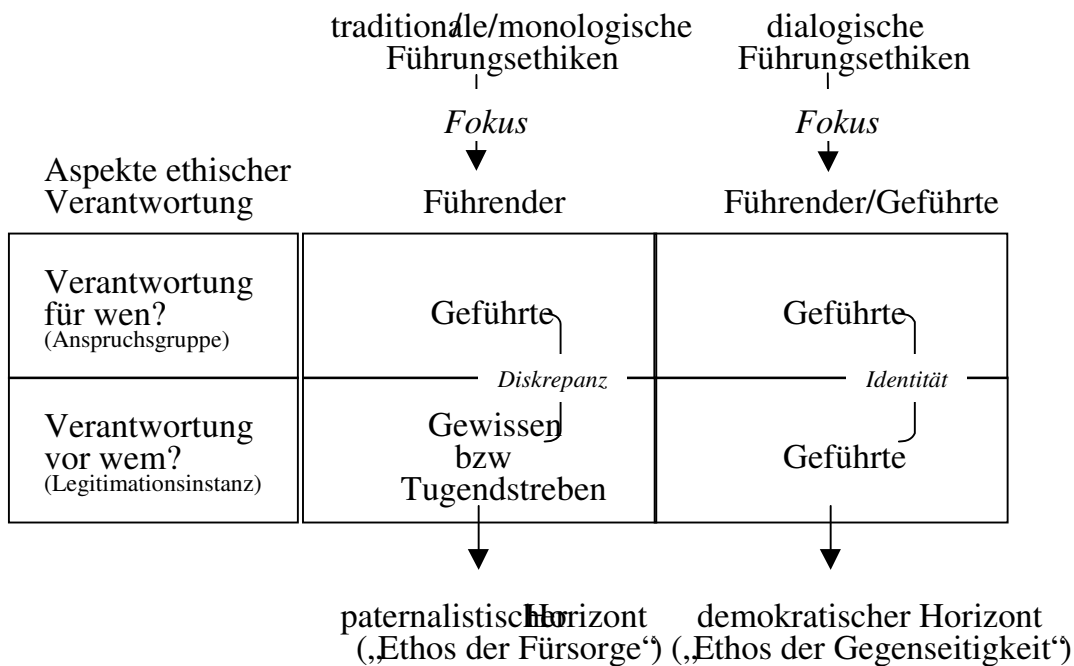 traditionale/monologische
Führungsethiken
dialogische
Führungsethiken
Fokus
Fokus
Aspekte ethischer
Verantwortung
Führender
Führender/Geführte
Verantwortung
für wen?
(Anspruchsgruppe)
Geführte
Geführte
Diskrepanz
Identität
Verantwortung
vor wem?
(Legitimationsinstanz)
Gewissen
bzw
Tugendstreben
Geführte
paternalistischer Horizont
(„Ethos der Fürsorge“)
demokratischer Horizont
(„Ethos der Gegenseitigkeit“)